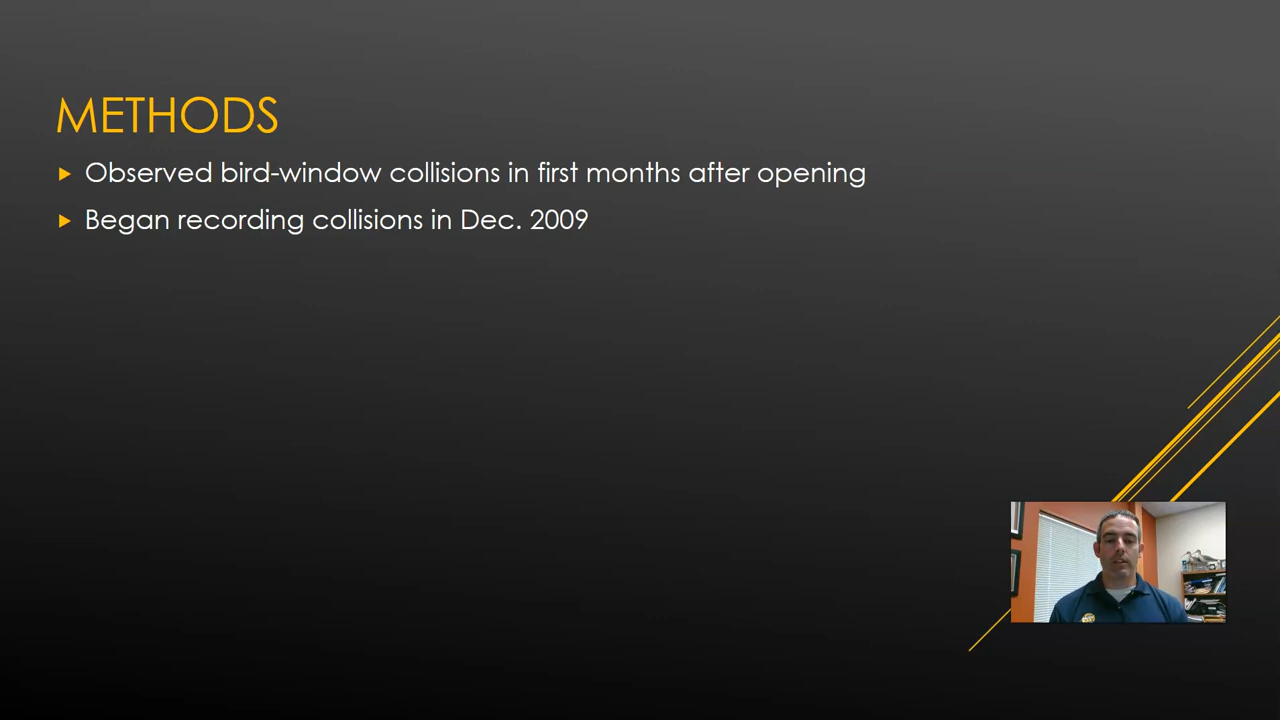 METHODS
Observed bird-window collisions in first months after opening
Began recording collisions in Dec. 2009